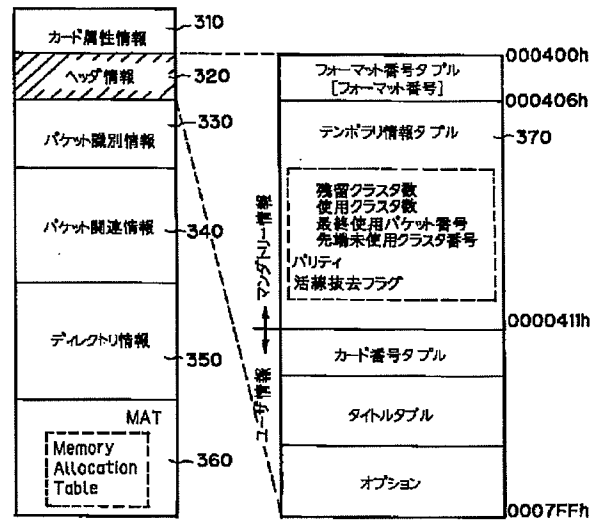 カード属性情報
310
ヘッダ情報
320
330
パケット識別情報
パケット関連情報
340
ディレクトリ情報
350
MAT
Memory
Allocation
Table
360
000400h
フォーマット番号タプル
[フォーマット番号]
000406h
テンポラリ情報タプル
370
残留クラスタ数
使用クラスタ数
最終使用パケット番号
先端未使用クラスタ番号
パリティ
活線抜去フラグ
マンダトリー情報
0000411h
ユーザ情報
カード番号タプル
タイトルタプル
オプション
0007FFh